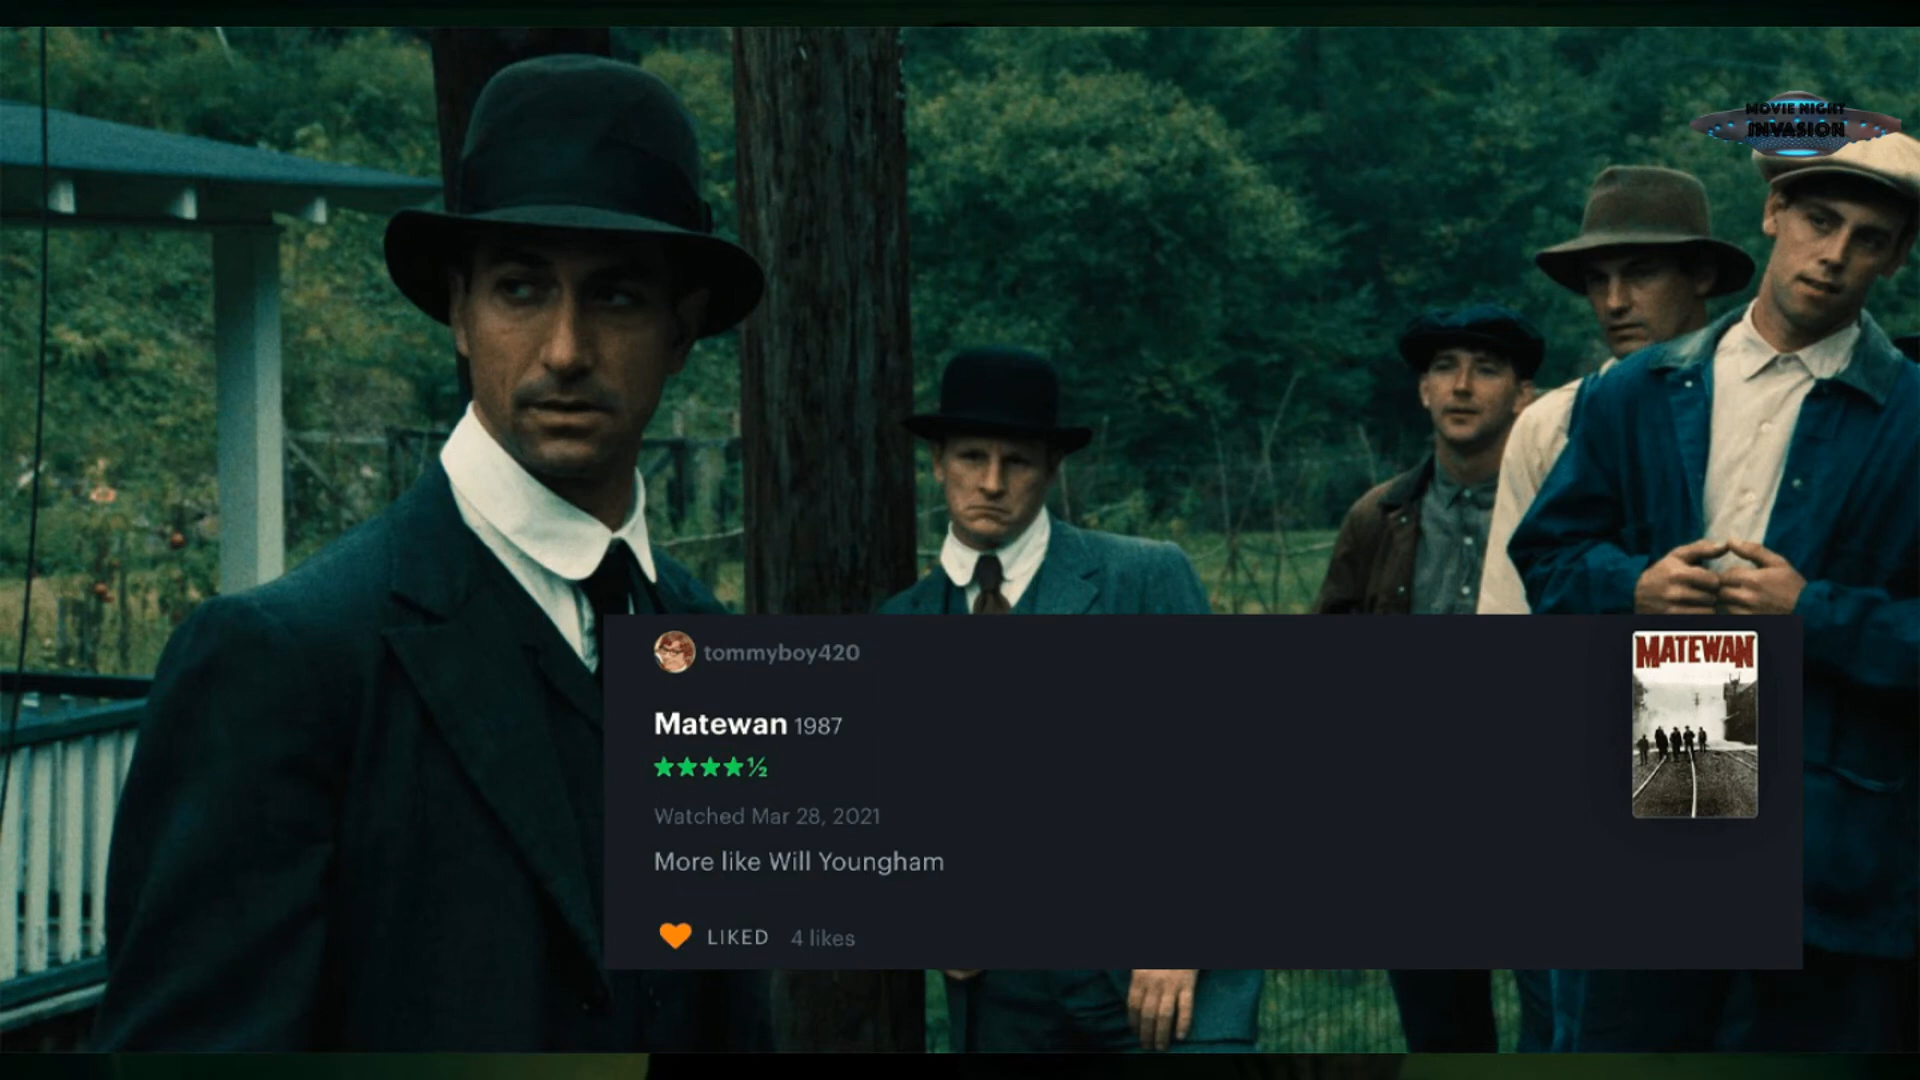 MOVIE NIGHT
INVASION
tommyboy420
Matewan 1987
★★★★½
Watched Mar 28, 2021
More like Will Youngham
LIKED 4 likes
MATEWAN